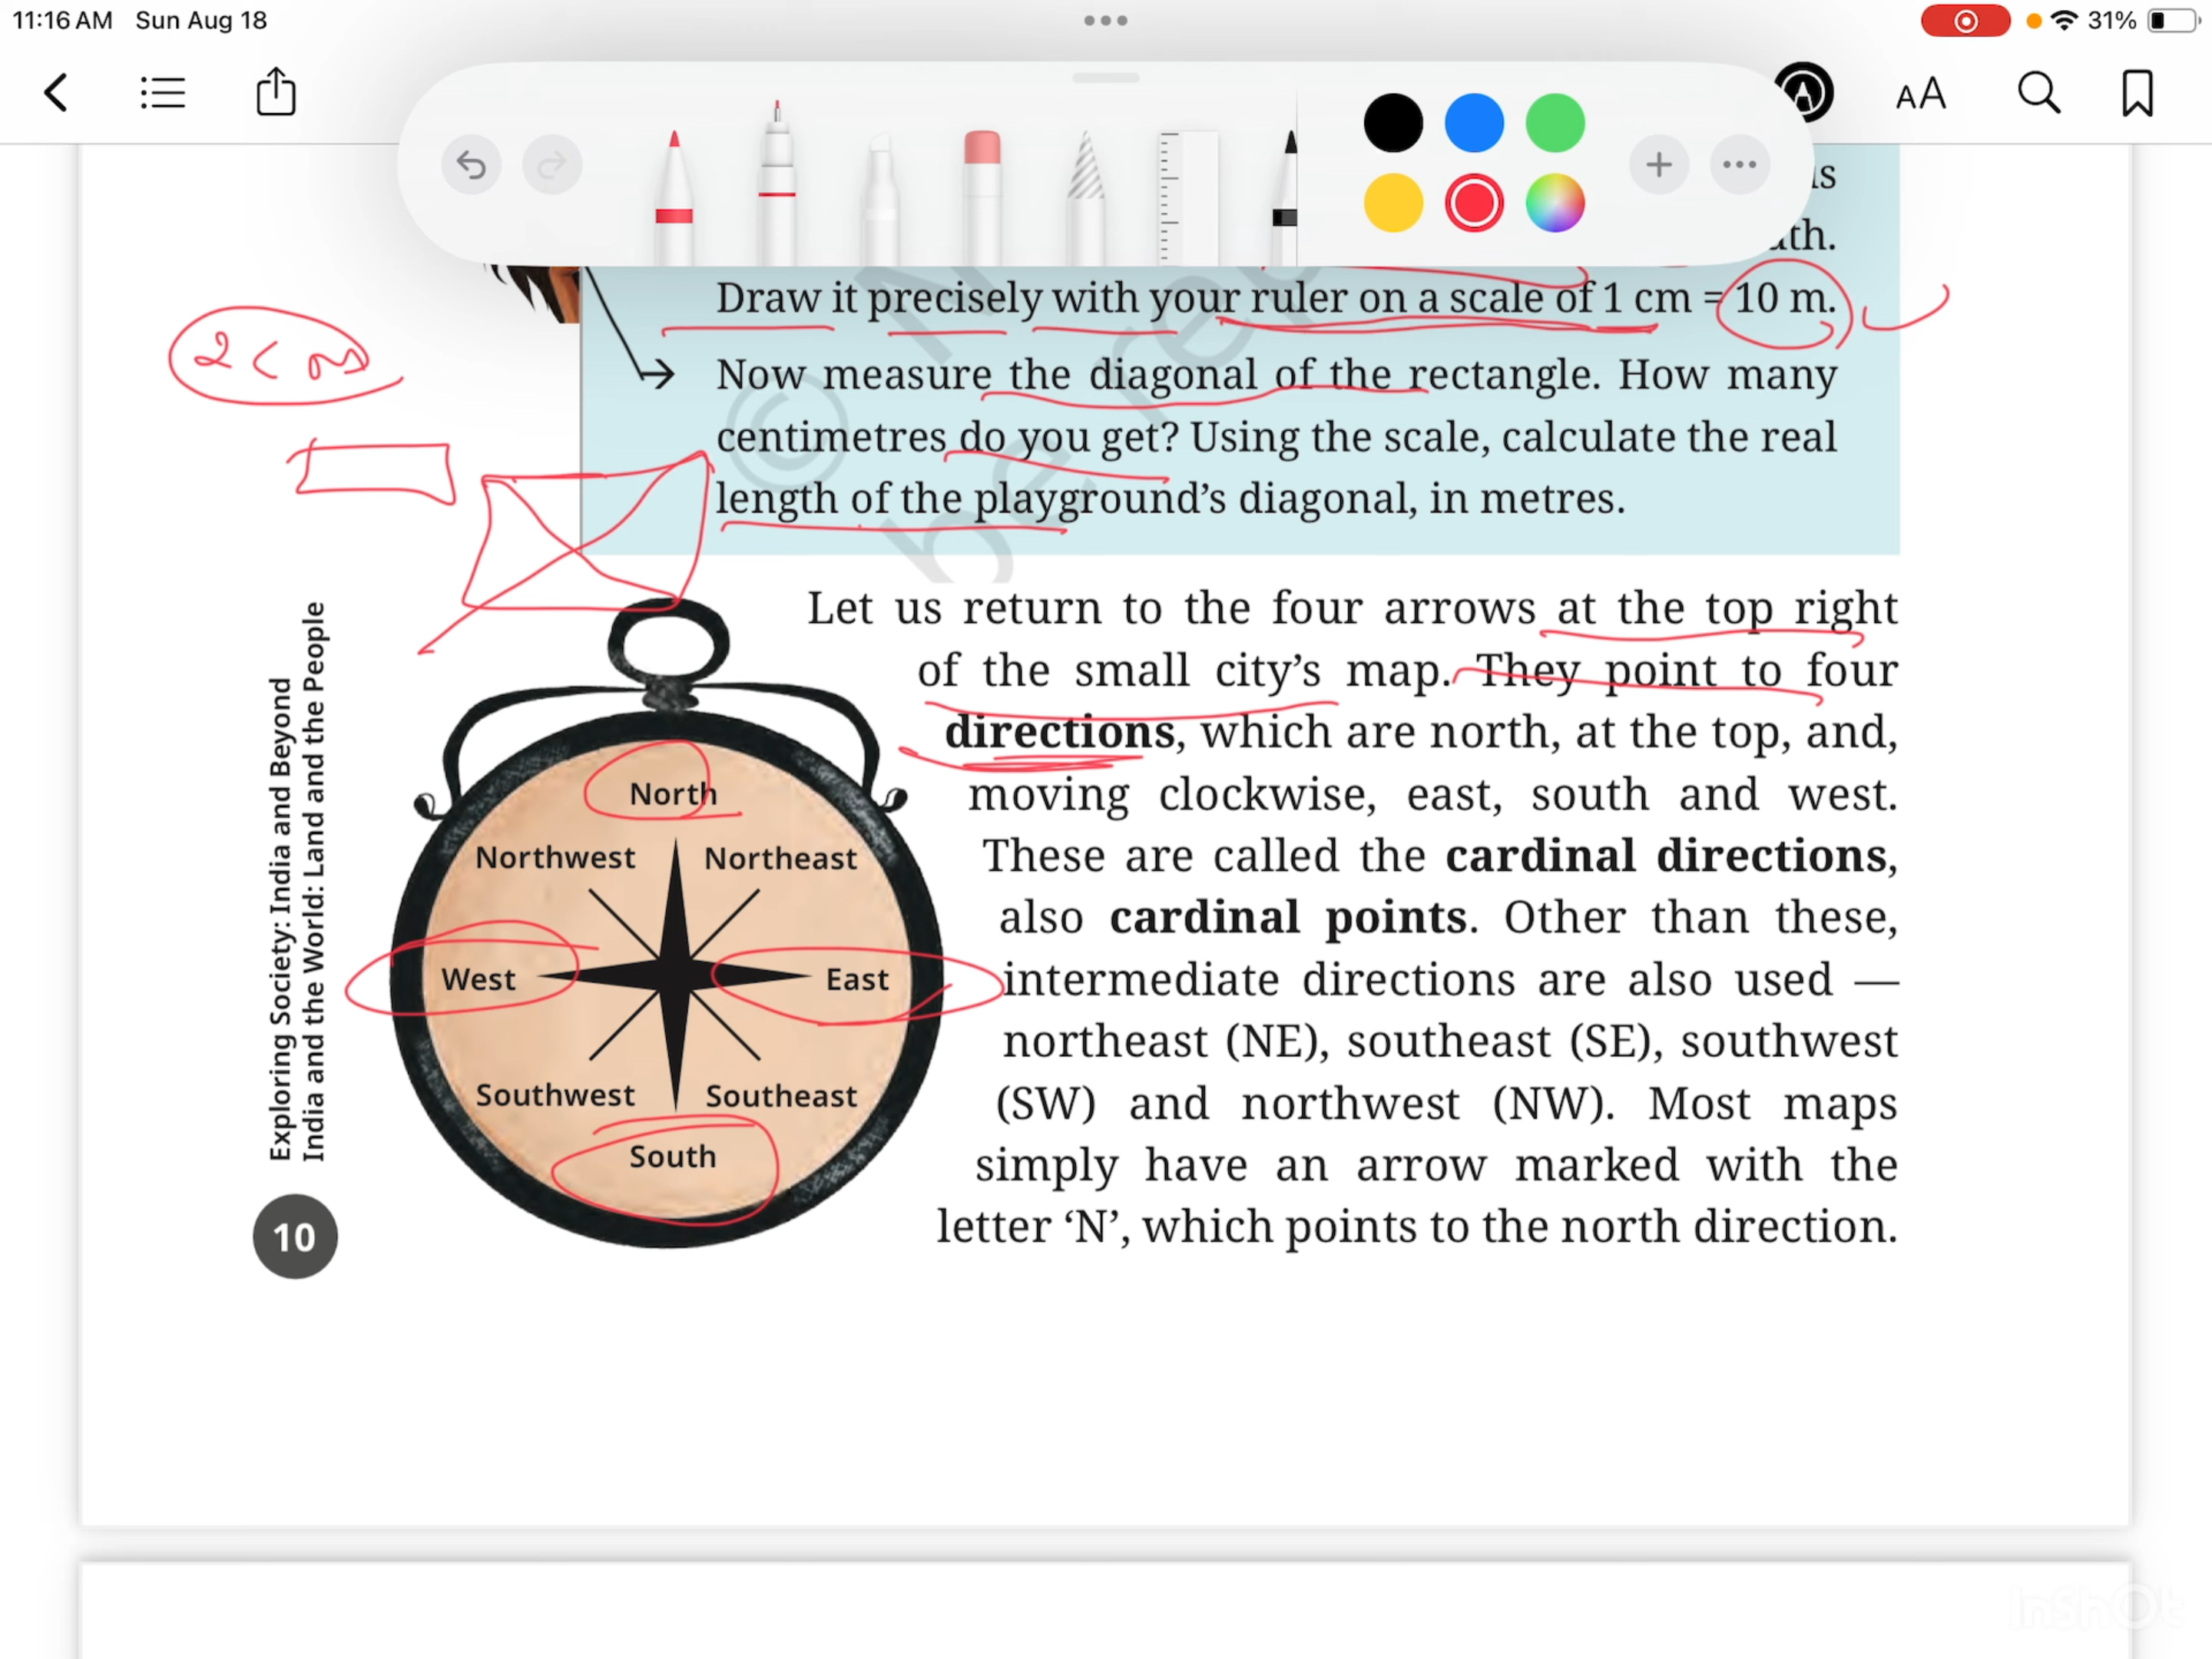 11:16 AM Sun Aug 18
31%
AA
is
Draw it precisely with your ruler on a scale of 1 cm = 10 m.
Now measure the diagonal of the rectangle. How many
centimetres do you get? Using the scale, calculate the real
length of the playground’s diagonal, in metres.
2 cm
Let us return to the four arrows at the top right
of the small city’s map. They point to four
directions, which are north, at the top, and,
moving clockwise, east, south and west.
These are called the cardinal directions,
also cardinal points. Other than these,
intermediate directions are also used —
northeast (NE), southeast (SE), southwest
(SW) and northwest (NW). Most maps
simply have an arrow marked with the
letter ‘N’, which points to the north direction.
North
Northwest Northeast
West East
Southwest Southeast
South
Exploring Society: India and Beyond
India and the World: Land and the People
10
InShOt